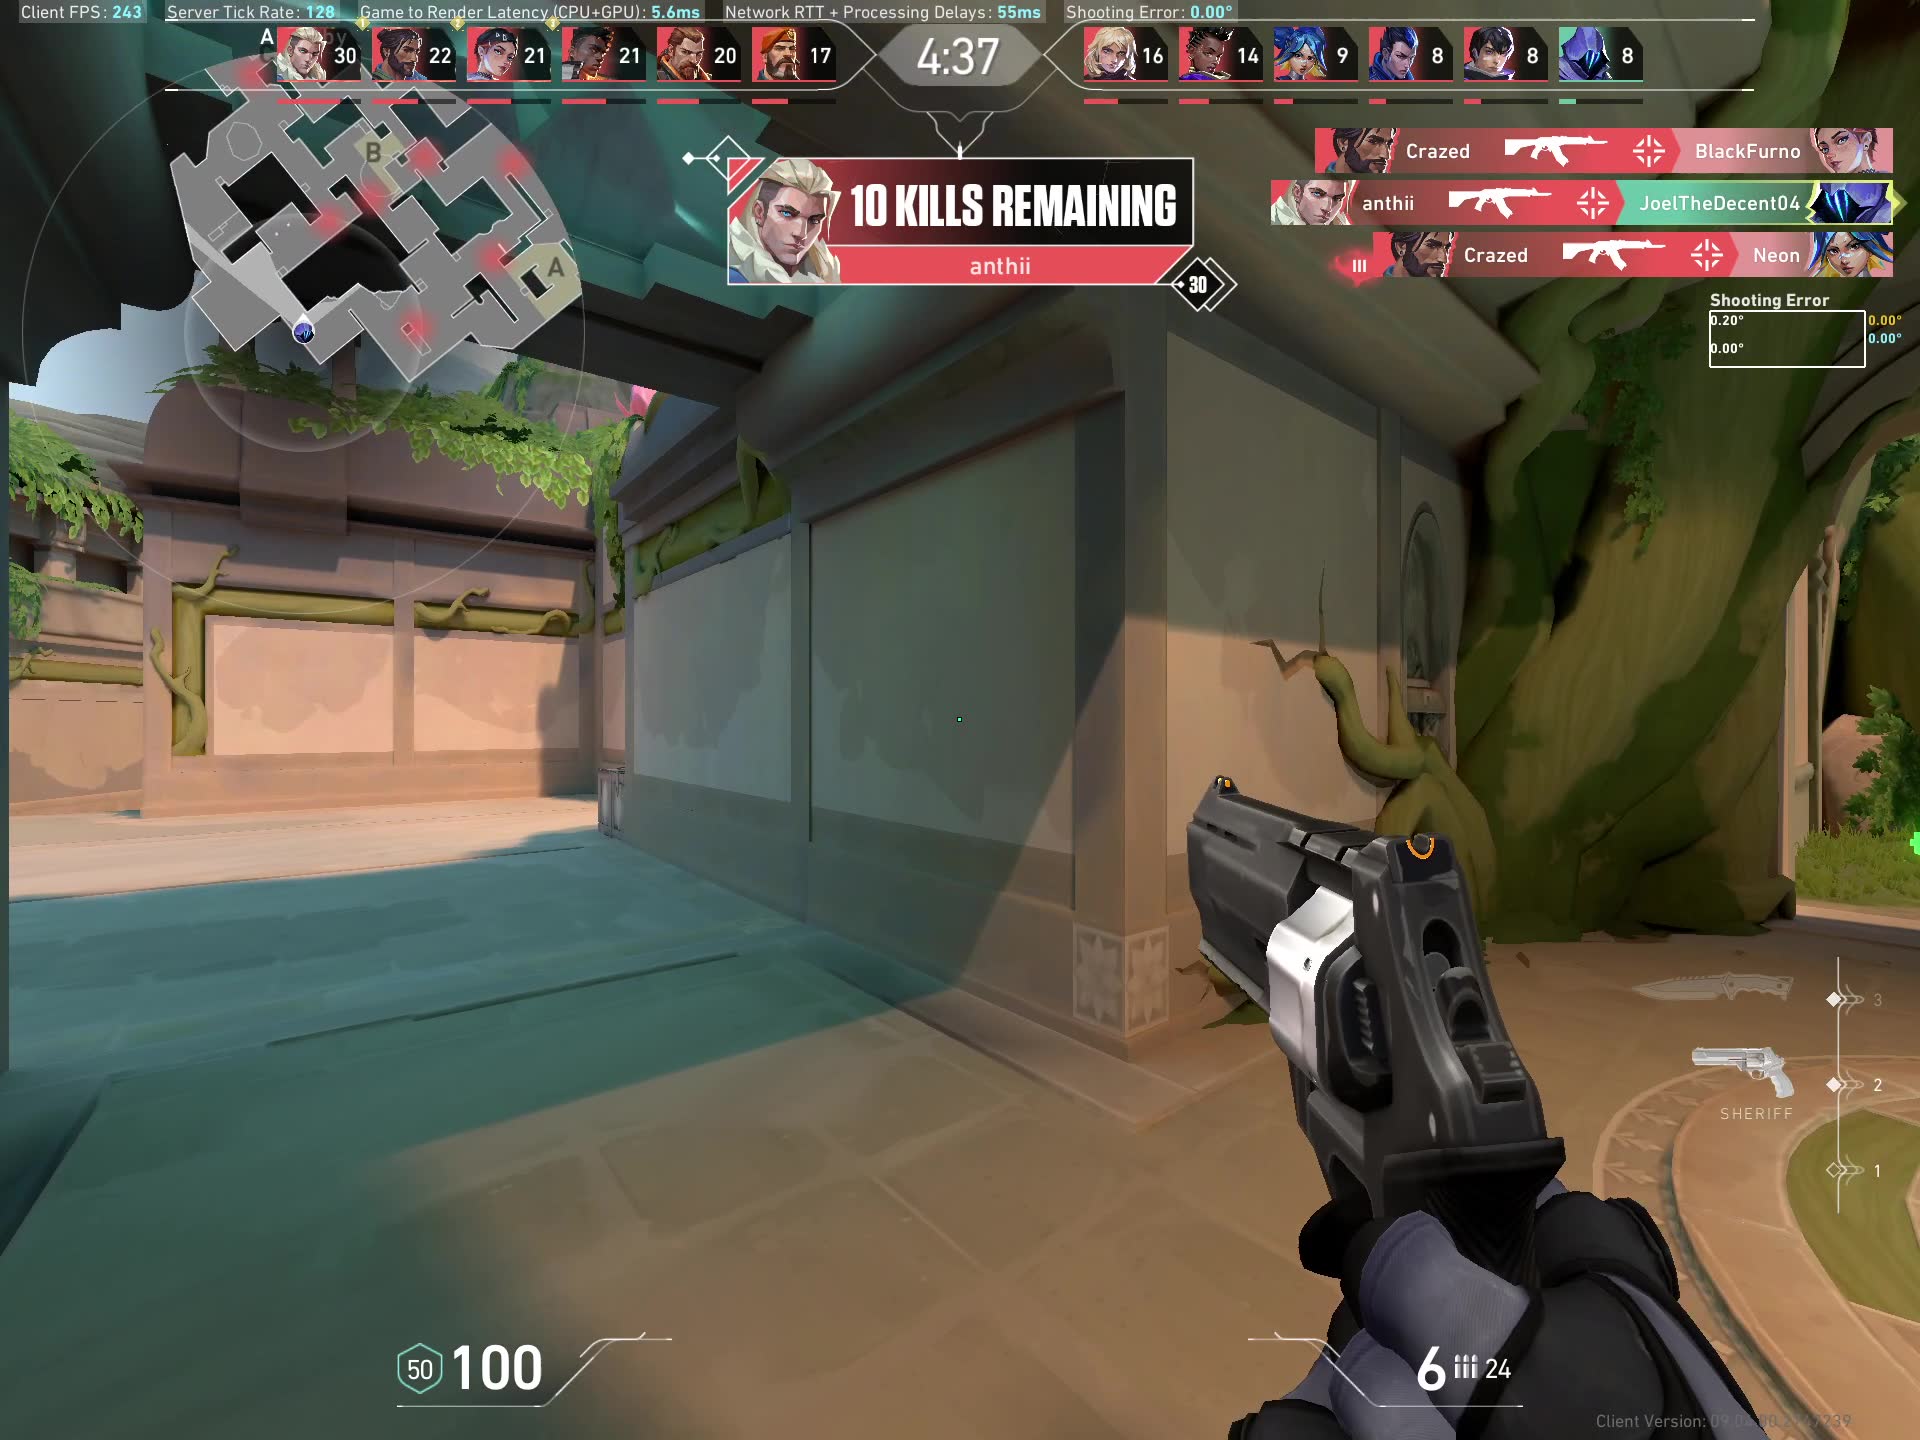 Client FPS: 243 Server Tick Rate: 128 Game to Render Latency (CPU+GPU): 5.6ms Network RTT + Processing Delays: 55ms Shooting Error: 0.00°
A
30 22 21 21 20 17 4:37 16 14 9 8 8 8
B
A
10 KILLS REMAINING
anthii
30
Crazed BlackFurno
anthii JoelTheDecent04
Crazed Neon
Shooting Error
0.20° 0.00°
0.00°
0.00°
3
2
SHERIFF
1
50 100
6 24
Client Version: